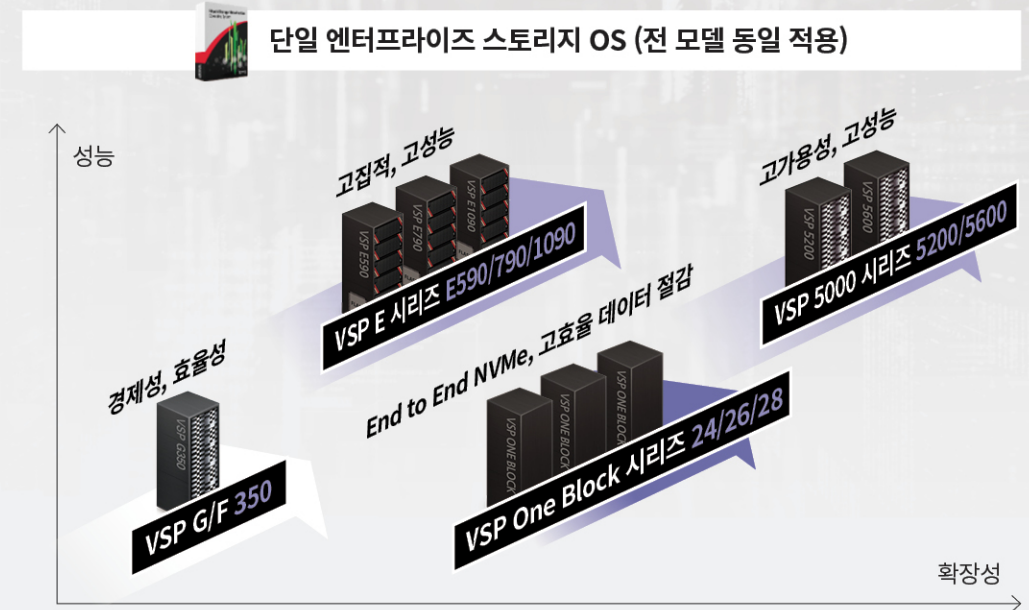 단일 엔터프라이즈 스토리지 OS (전 모델 동일 적용)
성능
고집적, 고성능
VSP E590
VSP E790
VSP E1090
VSP E 시리즈 E590/790/1090
고가용성, 고성능
VSP 5200
VSP 5600
VSP 5000 시리즈 5200/5600
경제성, 효율성
VSP G350
VSP G/F 350
End to End NVMe, 고효율 데이터 절감
VSP ONE BLOCK
VSP ONE BLOCK
VSP ONE BLOCK
VSP One Block 시리즈 24/26/28
확장성